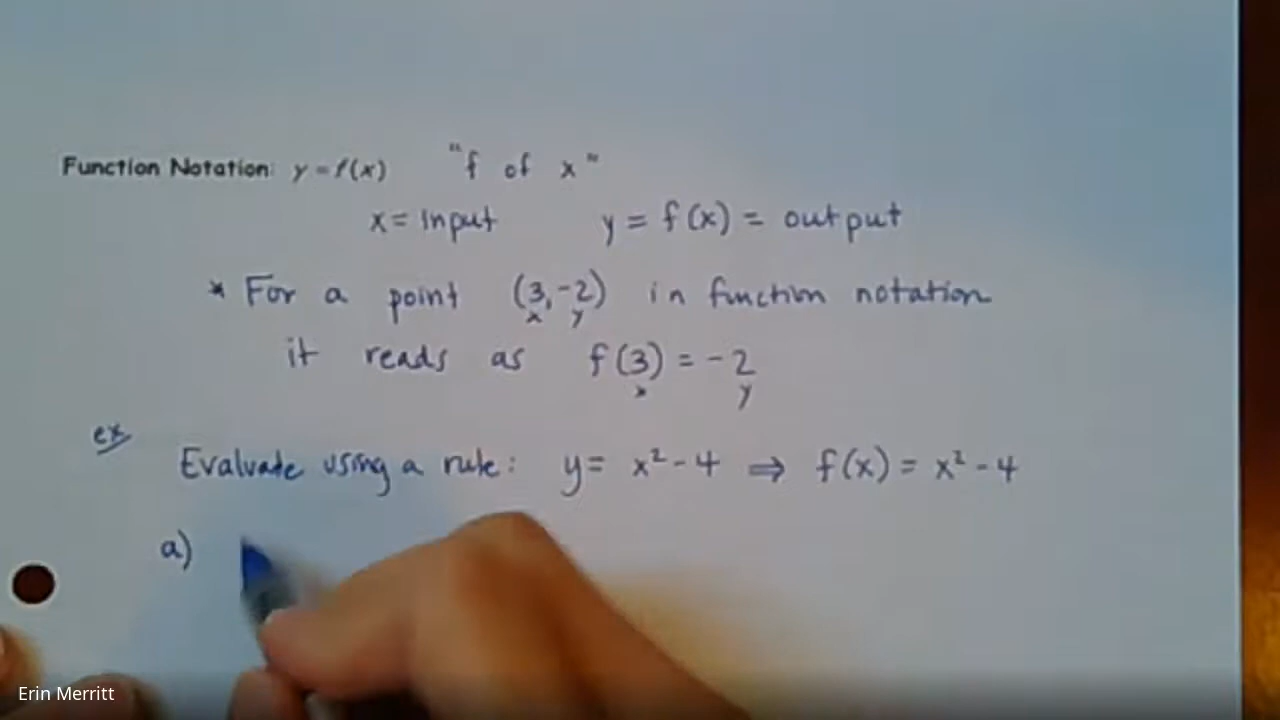 Function Notation: y = f(x) "f of x"
x = input y = f(x) = output
* For a point (3, -2) in function notation
x y
it reads as f(3) = -2
x y
ex
Evaluate using a rule: y = x² - 4 ⇒ f(x) = x² - 4
a)
Erin Merritt